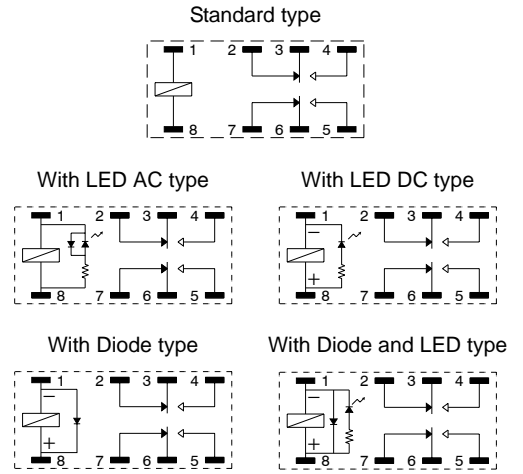 Standard type
1 2 3 4
8 7 6 5
With LED AC type
1 2 3 4
8 7 6 5
With LED DC type
1 2 3 4
−
+
8 7 6 5
With Diode type
1 2 3 4
−
+
8 7 6 5
With Diode and LED type
1 2 3 4
−
+
8 7 6 5